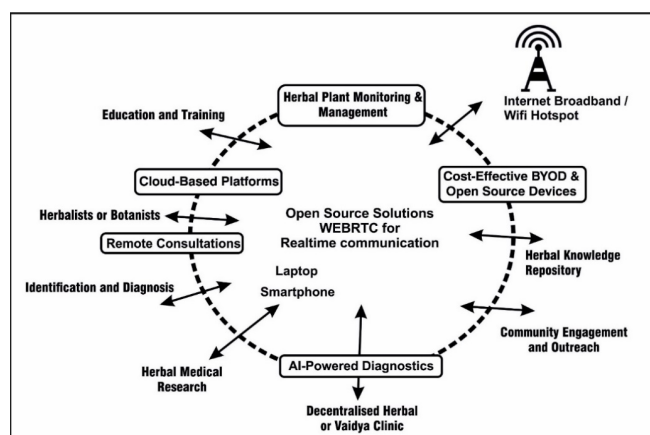 Herbal Plant Monitoring &
Management
Internet Broadband /
Wifi Hotspot
Education and Training
Cloud-Based Platforms
Cost-Effective BYOD &
Open Source Devices
Herbalists or Botanists
Open Source Solutions
WEBRTC for
Realtime communication
Remote Consultations
Herbal Knowledge
Repository
Laptop
Identification and Diagnosis
Smartphone
Community Engagement
and Outreach
Herbal Medical
Research
AI-Powered Diagnostics
Decentralised Herbal
or Vaidya Clinic